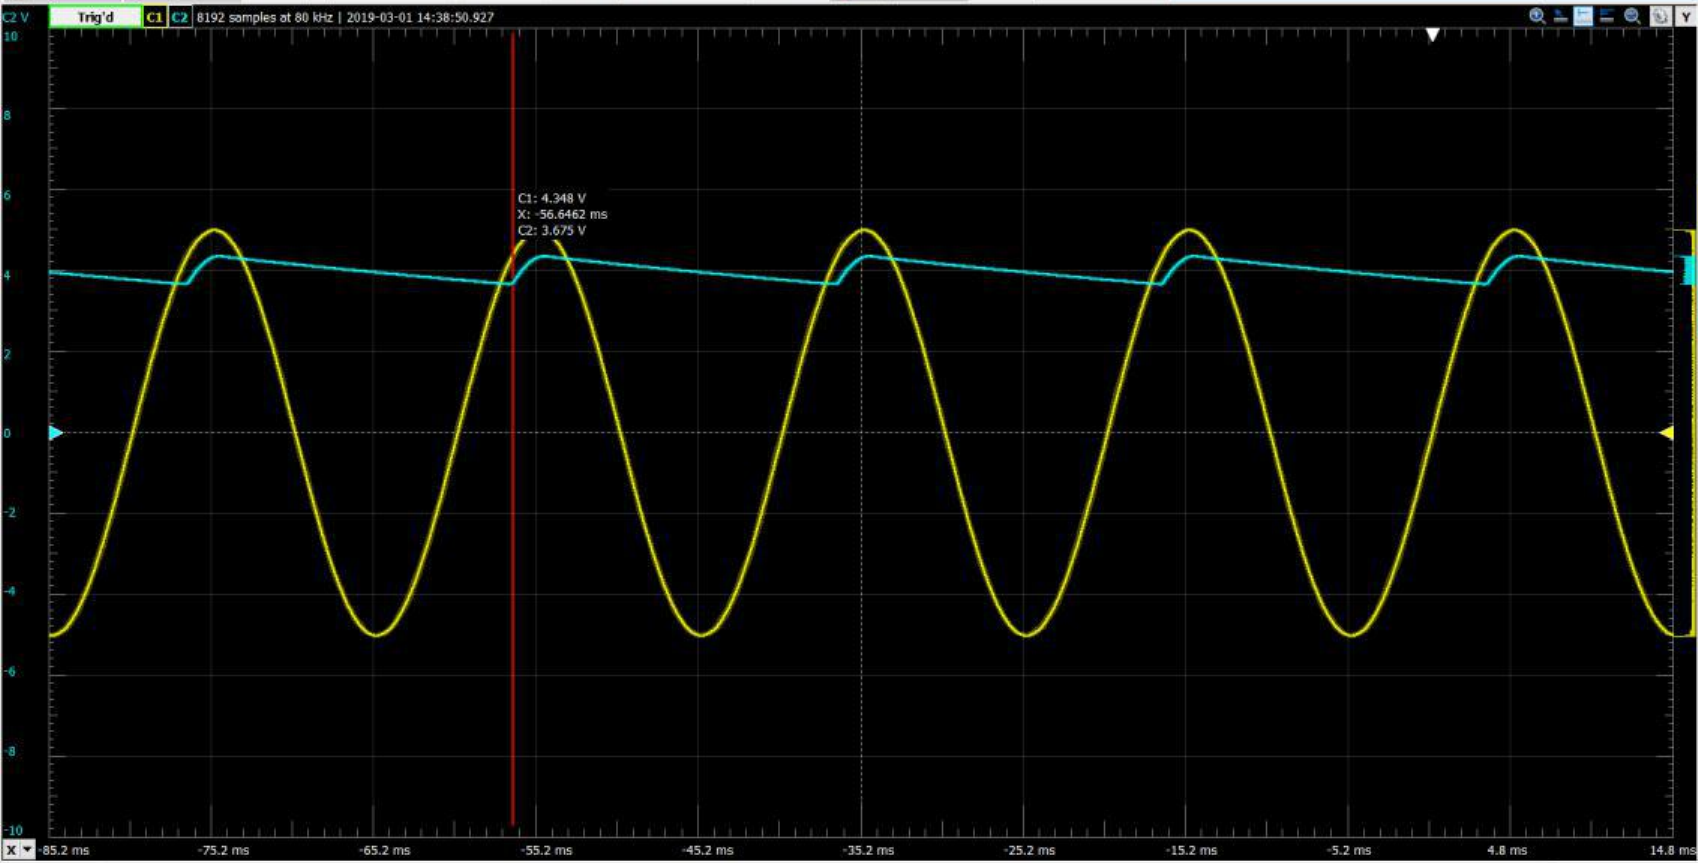 C2 V Trig'd C1 C2 8192 samples at 80 kHz | 2019-03-01 14:38:50.927 Y
10
8
6
C1: 4.348 V
X: -56.6462 ms
C2: 3.675 V
4
2
0
-2
-4
-6
-8
-10
X -85.2 ms -75.2 ms -65.2 ms -55.2 ms -45.2 ms -35.2 ms -25.2 ms -15.2 ms -5.2 ms 4.8 ms 14.8 ms